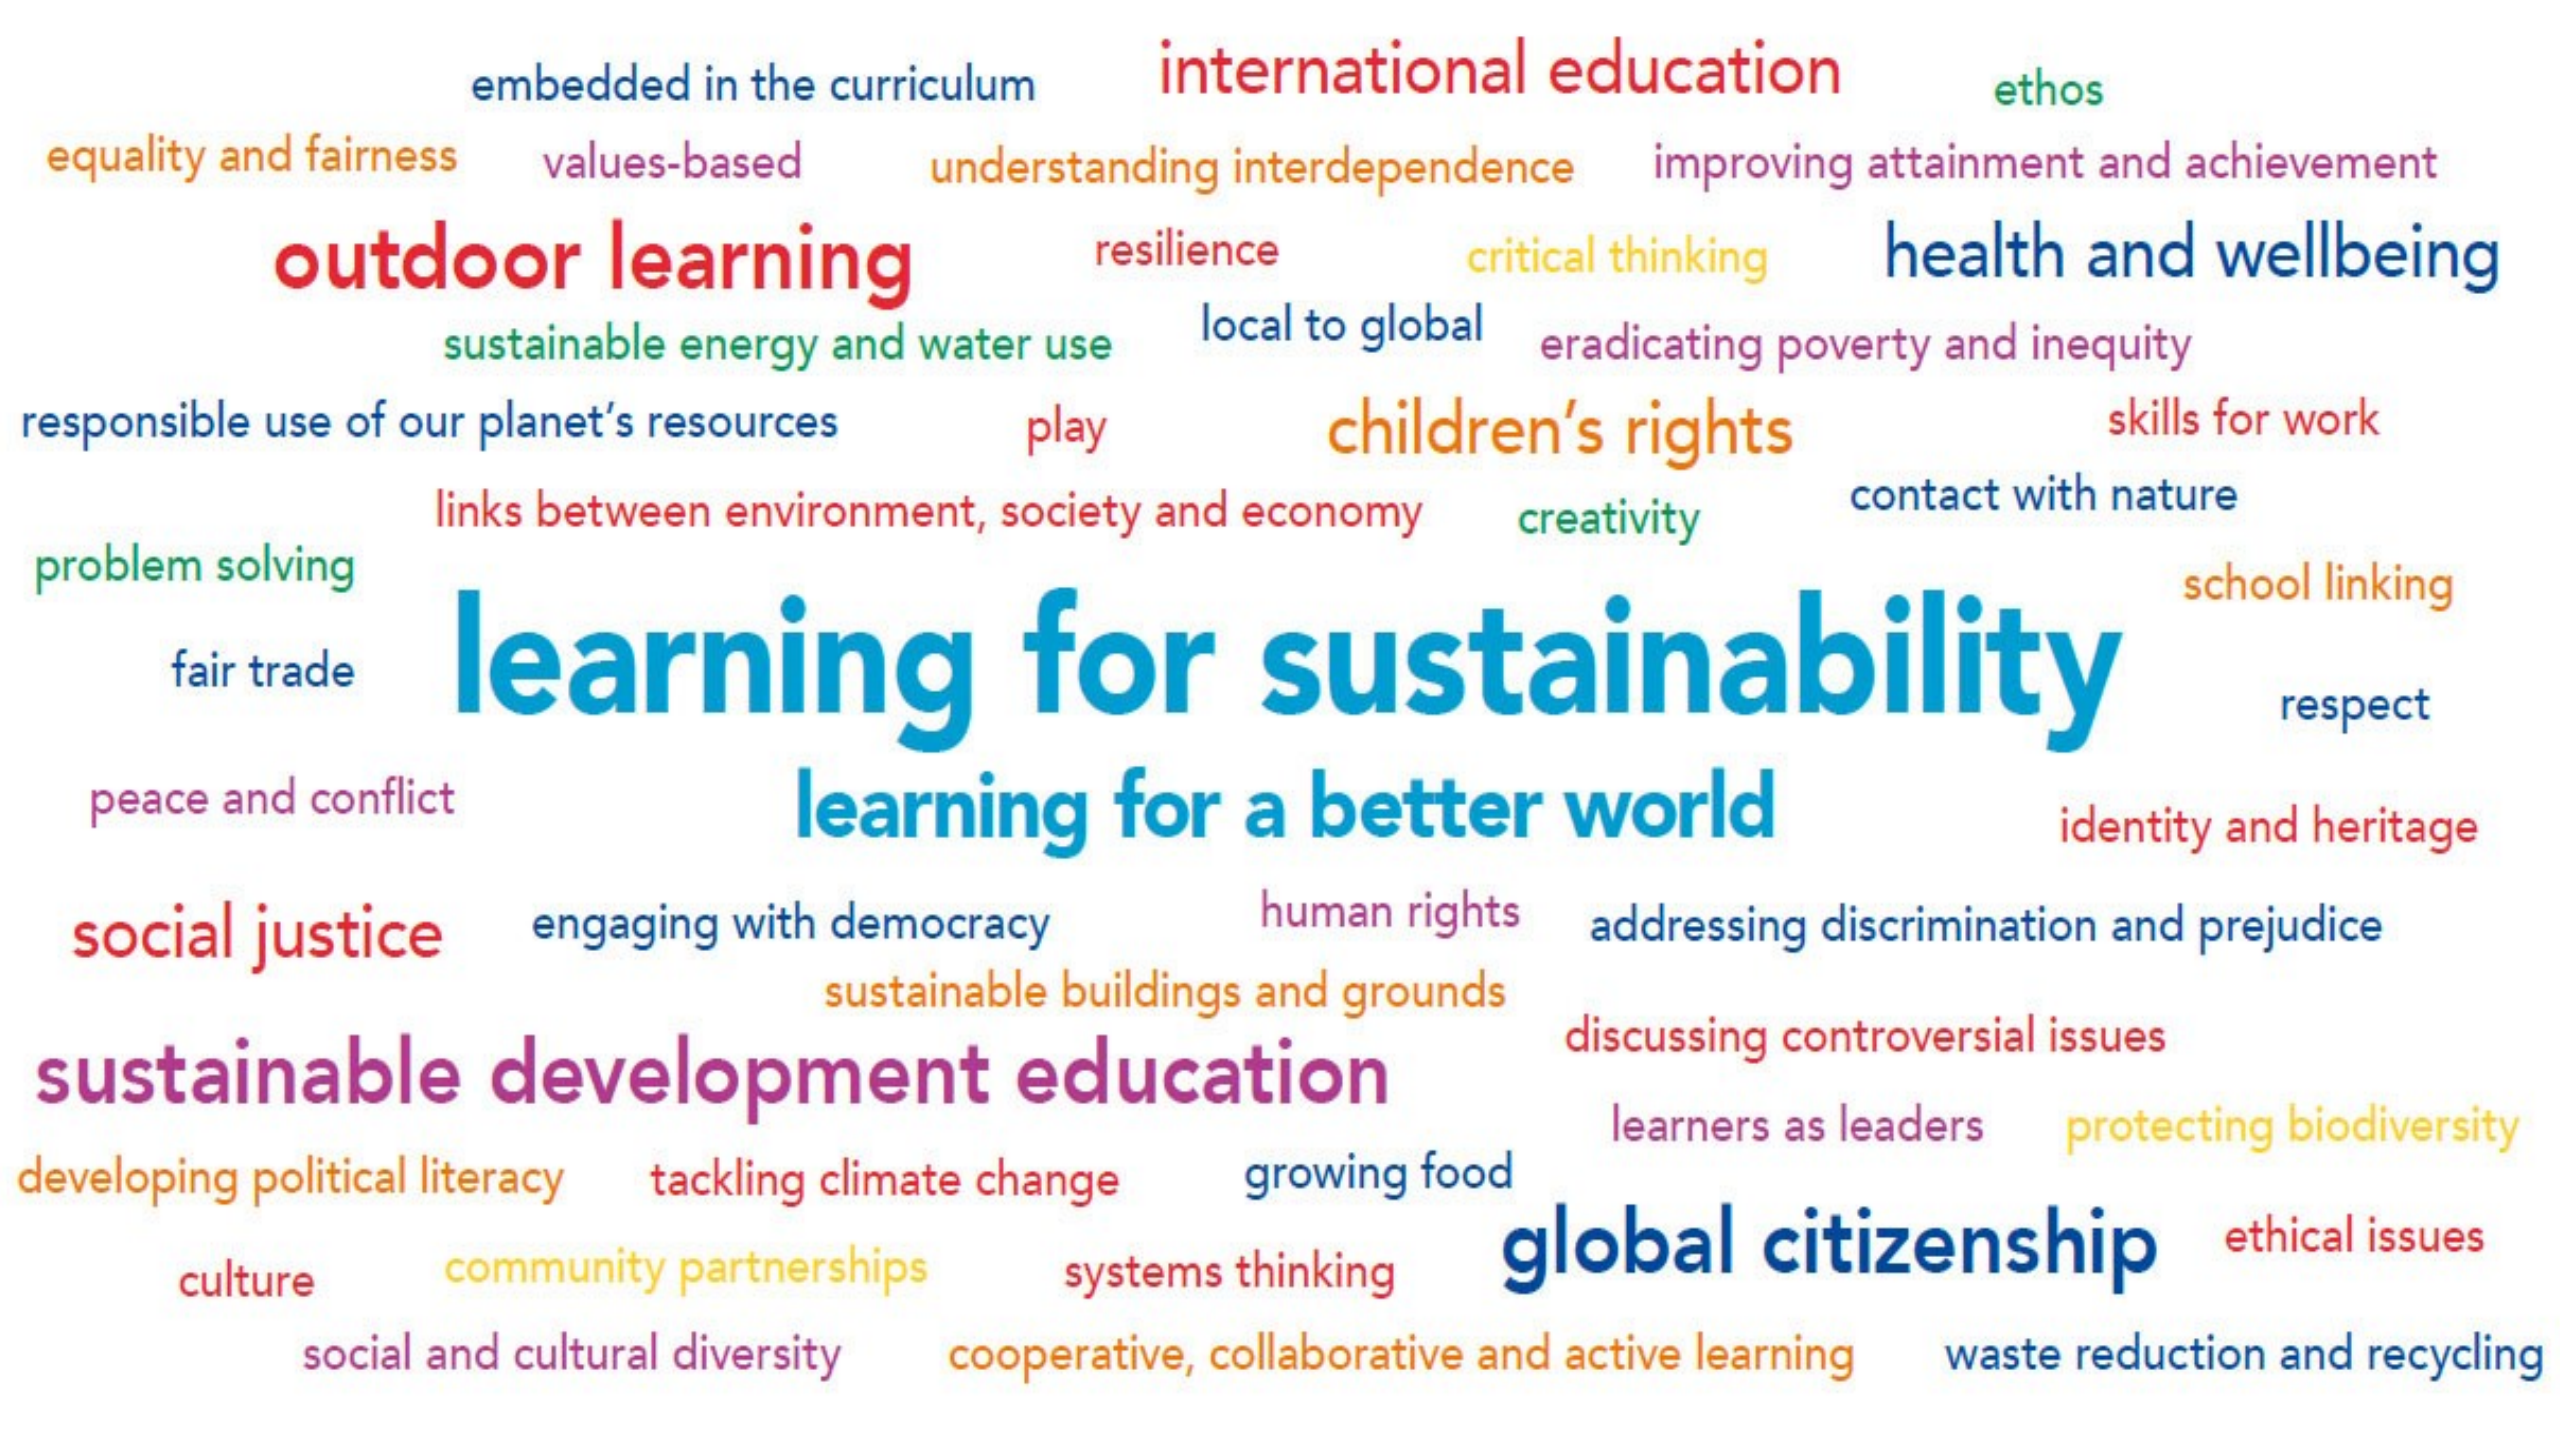 embedded in the curriculum
international education
ethos
equality and fairness
values-based
understanding interdependence
improving attainment and achievement
outdoor learning
resilience
critical thinking
health and wellbeing
sustainable energy and water use
local to global
eradicating poverty and inequity
responsible use of our planet's resources
play
children's rights
skills for work
links between environment, society and economy
creativity
contact with nature
problem solving
school linking
learning for sustainability
fair trade
respect
peace and conflict
learning for a better world
identity and heritage
social justice
engaging with democracy
human rights
addressing discrimination and prejudice
sustainable buildings and grounds
discussing controversial issues
sustainable development education
learners as leaders
protecting biodiversity
developing political literacy
tackling climate change
growing food
global citizenship
ethical issues
culture
community partnerships
systems thinking
social and cultural diversity
cooperative, collaborative and active learning
waste reduction and recycling